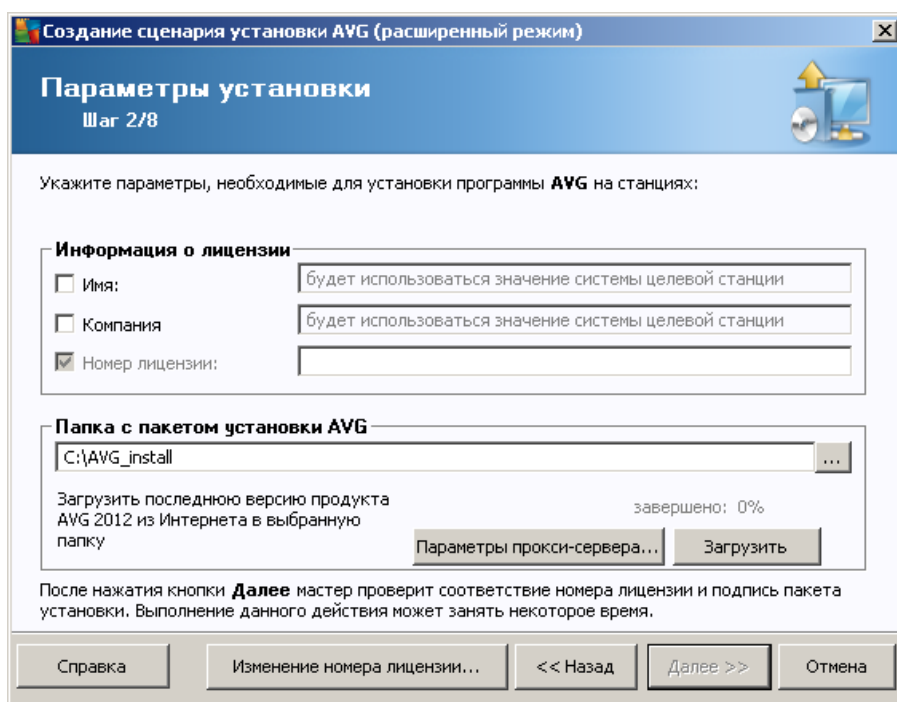 Создание сценария установки AVG (расширенный режим)
Параметры установки
Шаг 2/8
Укажите параметры, необходимые для установки программы AVG на станциях:
Информация о лицензии
Имя:
будет использоваться значение системы целевой станции
Компания
будет использоваться значение системы целевой станции
Номер лицензии:
Папка с пакетом установки AVG
C:\AVG_install
...
Загрузить последнюю версию продукта
AVG 2012 из Интернета в выбранную
папку
завершено: 0%
Параметры прокси-сервера...
Загрузить
После нажатия кнопки Далее мастер проверит соответствие номера лицензии и подпись пакета
установки. Выполнение данного действия может занять некоторое время.
Справка
Изменение номера лицензии...
<< Назад
Далее >>
Отмена